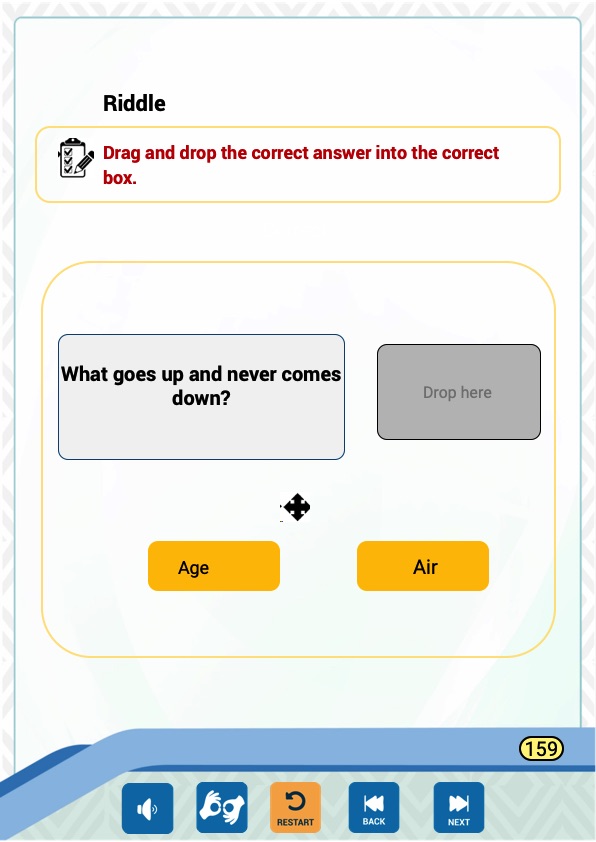 Riddle
Drag and drop the correct answer into the correct
box.
What goes up and never comes
down?
Drop here
Age
Air
159
RESTART
BACK
NEXT